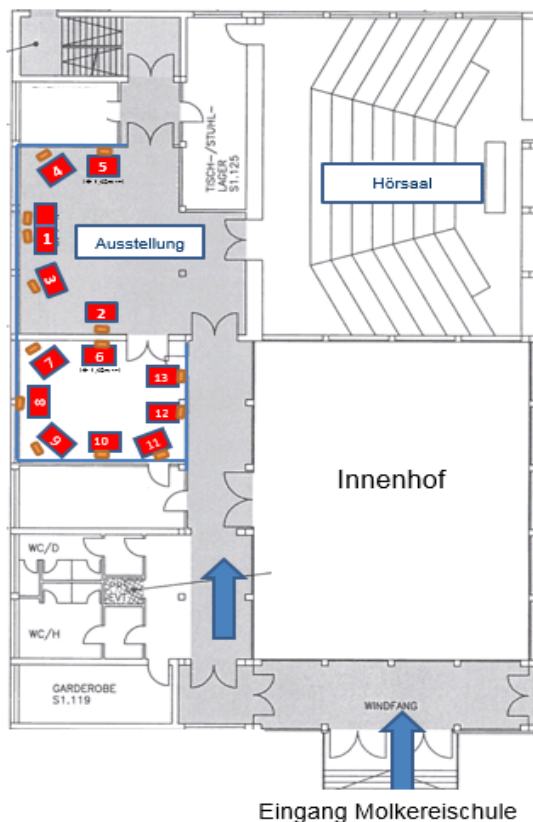 TISCH-/STUHL-
LAGER
S1.125
Hörsaal
Ausstellung
4
5
1
3
2
6
7
8
9
10
11
12
13
Innenhof
WC/D
WC/H
GARDEROBE
S1.119
WINDFANG
Eingang Molkereischule